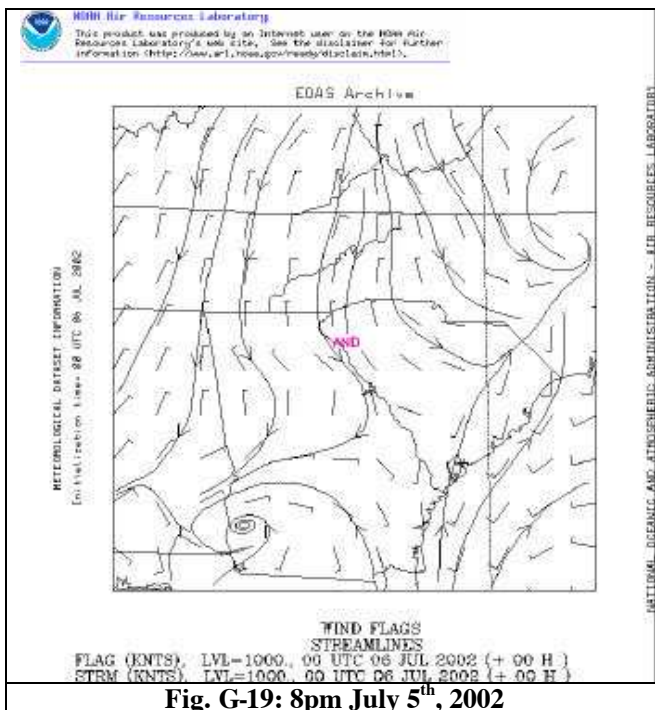 NOAA Air Resources Laboratory
This product was produced by an Internet user on the NOAA Air
Resources Laboratory's web site. See the disclaimer for further
information (http://www.arl.noaa.gov/ready/disclaim.html).
EDAS Archive
METEOROLOGICAL DATASET INFORMATION
Initialization time: 00 UTC 06 JUL 2002
AND
NATIONAL OCEANIC AND ATMOSPHERIC ADMINISTRATION - AIR RESOURCES LABORATORY
WIND FLAGS
STREAMLINES
FLAG (KNTS), LVL=1000., 00 UTC 06 JUL 2002 (+ 00 H )
STRM (KNTS), LVL=1000., 00 UTC 06 JUL 2002 (+ 00 H )
Fig. G-19: 8pm July 5th, 2002